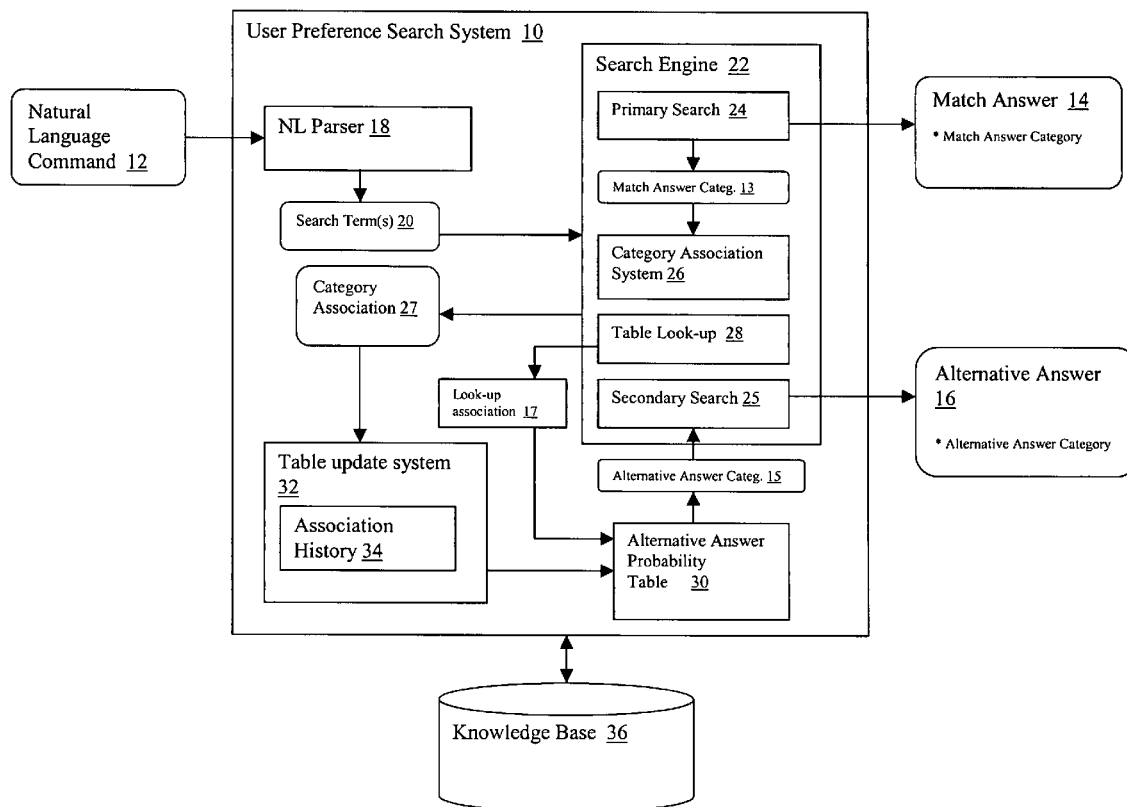 User Preference Search System 10
Natural
Language
Command 12
NL Parser 18
Search Term(s) 20
Category
Association 27
Search Engine 22
Primary Search 24
Match Answer Categ. 13
Category Association
System 26
Table Look-up 28
Secondary Search 25
Match Answer 14
* Match Answer Category
Look-up
association 17
Alternative Answer
16
* Alternative Answer Category
Table update system
32
Association
History 34
Alternative Answer Categ. 15
Alternative Answer
Probability
Table 30
Knowledge Base 36